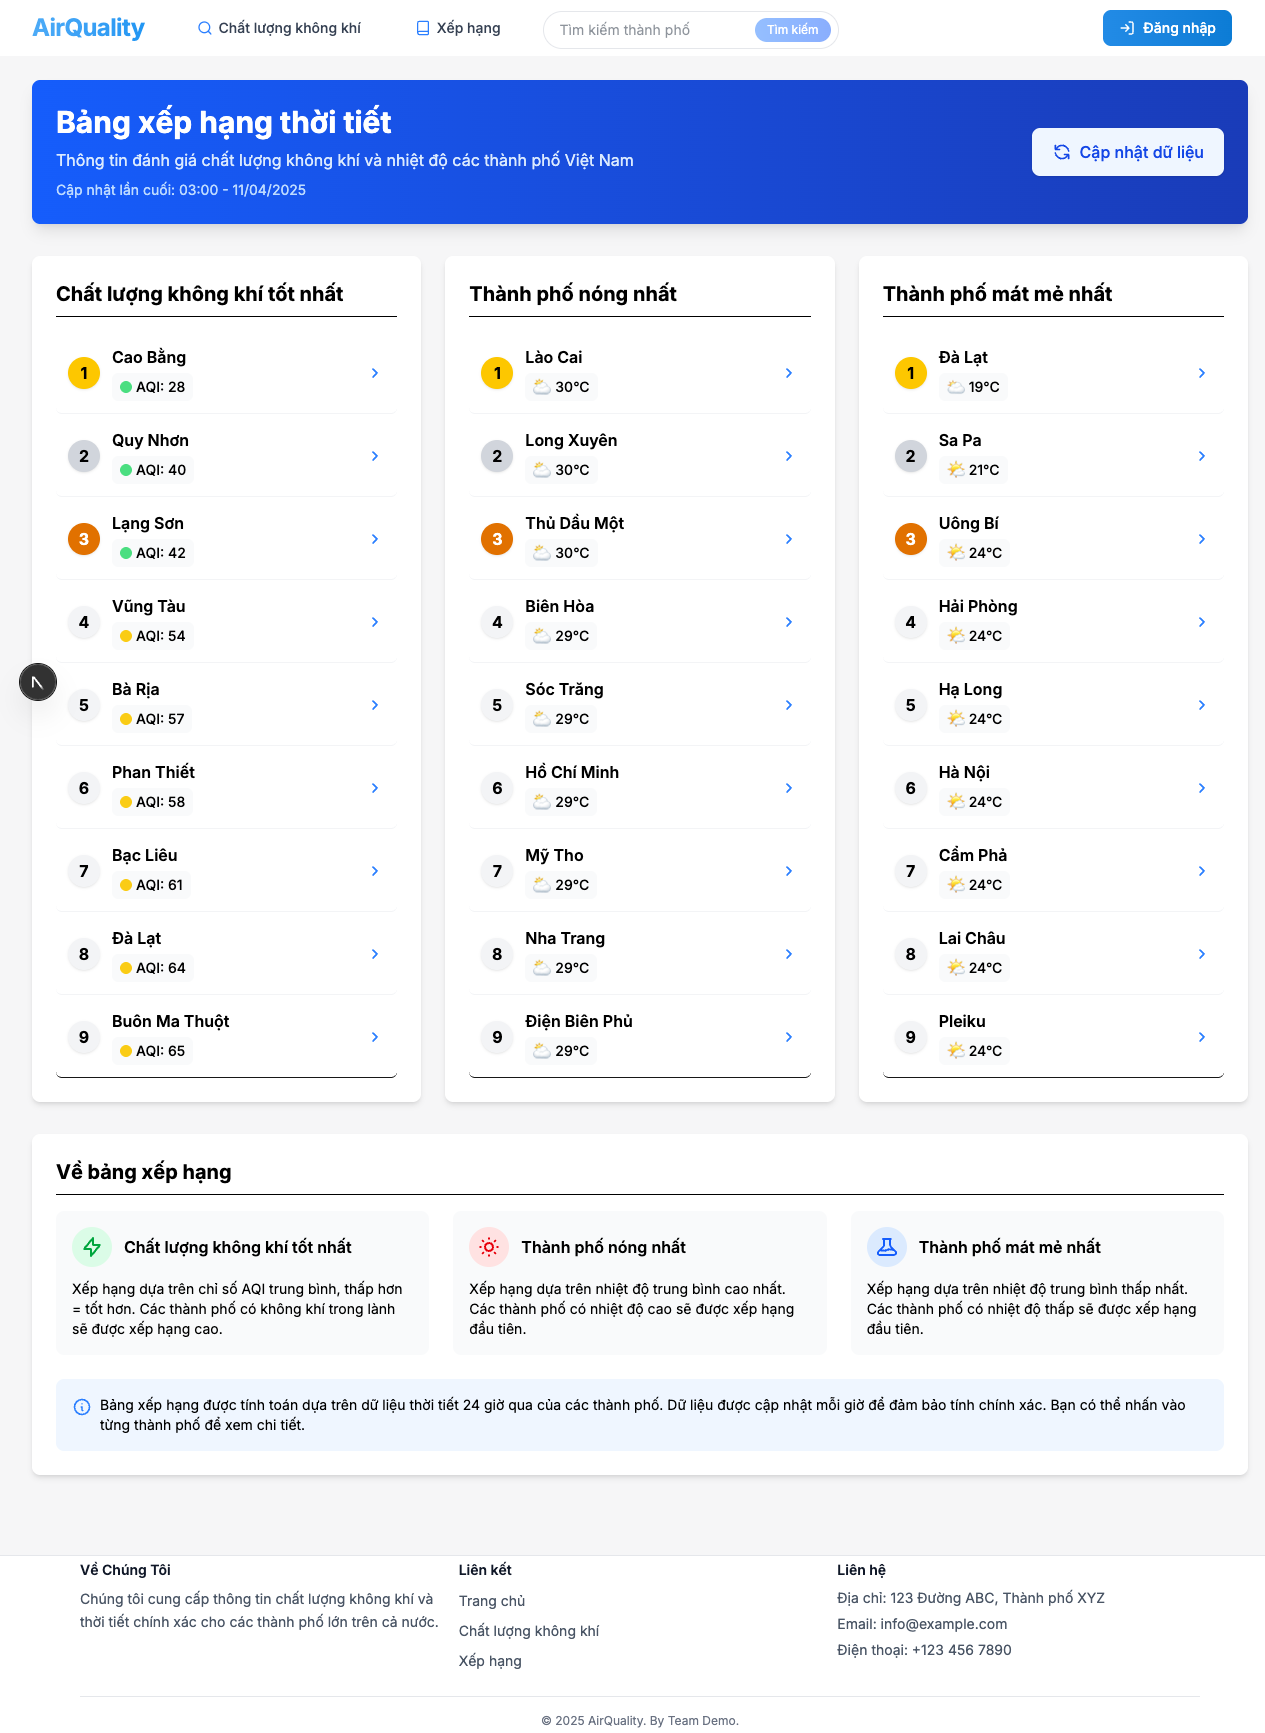 AirQuality
Chất lượng không khí
Xếp hạng
Tìm kiếm thành phố
Tìm kiếm
Đăng nhập
Bảng xếp hạng thời tiết
Thông tin đánh giá chất lượng không khí và nhiệt độ các thành phố Việt Nam
Cập nhật lần cuối: 03:00 - 11/04/2025
Cập nhật dữ liệu
Chất lượng không khí tốt nhất
1
Cao Bằng
AQI: 28
2
Quy Nhơn
AQI: 40
3
Lạng Sơn
AQI: 42
4
Vũng Tàu
AQI: 54
5
Bà Rịa
AQI: 57
6
Phan Thiết
AQI: 58
7
Bạc Liêu
AQI: 61
8
Đà Lạt
AQI: 64
9
Buôn Ma Thuột
AQI: 65
Thành phố nóng nhất
1
Lào Cai
30°C
2
Long Xuyên
30°C
3
Thủ Dầu Một
30°C
4
Biên Hòa
29°C
5
Sóc Trăng
29°C
6
Hồ Chí Minh
29°C
7
Mỹ Tho
29°C
8
Nha Trang
29°C
9
Điện Biên Phủ
29°C
Thành phố mát mẻ nhất
1
Đà Lạt
19°C
2
Sa Pa
21°C
3
Uông Bí
24°C
4
Hải Phòng
24°C
5
Hạ Long
24°C
6
Hà Nội
24°C
7
Cẩm Phả
24°C
8
Lai Châu
24°C
9
Pleiku
24°C
Về bảng xếp hạng
Chất lượng không khí tốt nhất
Xếp hạng dựa trên chỉ số AQI trung bình, thấp hơn
= tốt hơn. Các thành phố có không khí trong lành
sẽ được xếp hạng cao.
Thành phố nóng nhất
Xếp hạng dựa trên nhiệt độ trung bình cao nhất.
Các thành phố có nhiệt độ cao sẽ được xếp hạng
đầu tiên.
Thành phố mát mẻ nhất
Xếp hạng dựa trên nhiệt độ trung bình thấp nhất.
Các thành phố có nhiệt độ thấp sẽ được xếp hạng
đầu tiên.
Bảng xếp hạng được tính toán dựa trên dữ liệu thời tiết 24 giờ qua của các thành phố. Dữ liệu được cập nhật mỗi giờ để đảm bảo tính chính xác. Bạn có thể nhấn vào
từng thành phố để xem chi tiết.
Về Chúng Tôi
Chúng tôi cung cấp thông tin chất lượng không khí và
thời tiết chính xác cho các thành phố lớn trên cả nước.
Liên kết
Trang chủ
Chất lượng không khí
Xếp hạng
Liên hệ
Địa chỉ: 123 Đường ABC, Thành phố XYZ
Email: info@example.com
Điện thoại: +123 456 7890
© 2025 AirQuality. By Team Demo.